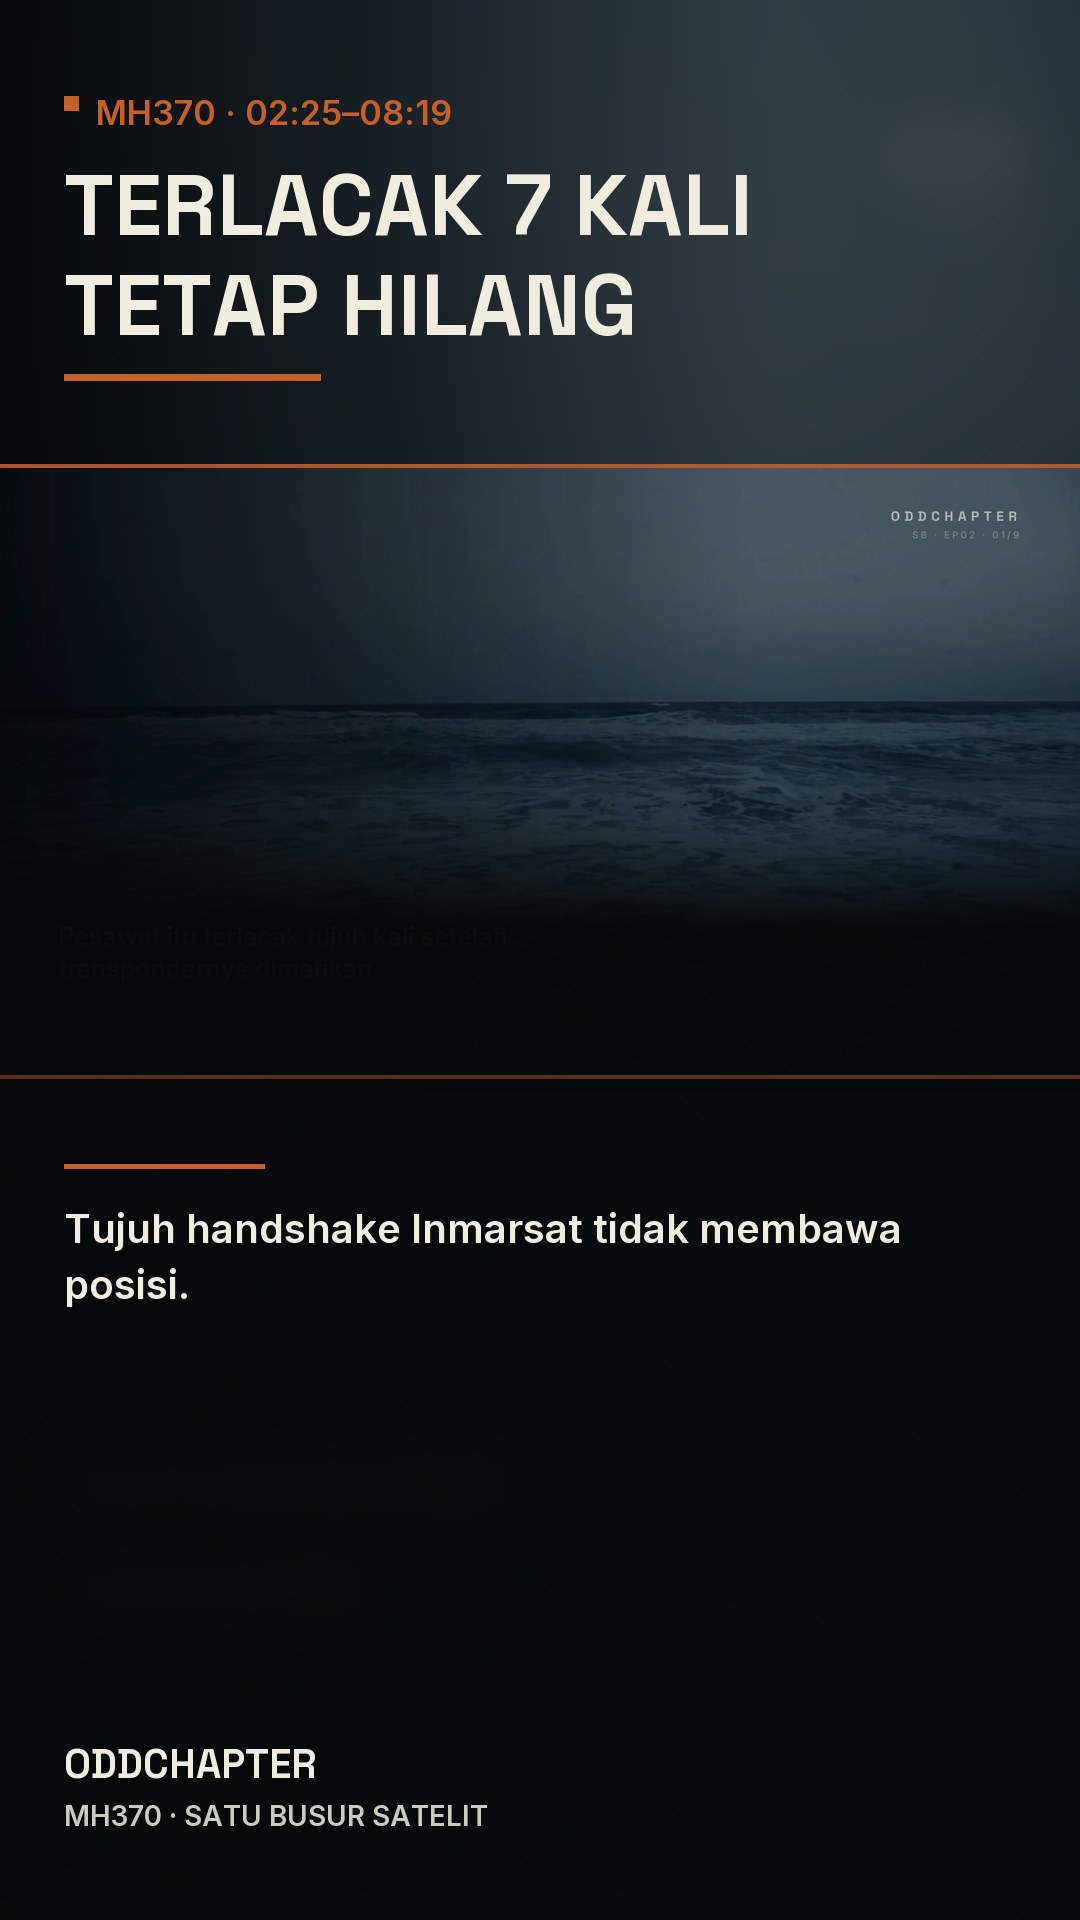 MH370 · 02:25–08:19
TERLACAK 7 KALI
TETAP HILANG
ODDCHAPTER
SB · EP02 · 01/9
Pesawat itu terlacak tujuh kali setelah
transpondernya dimatikan.
Tujuh handshake Inmarsat tidak membawa
posisi.
ODDCHAPTER
MH370 · SATU BUSUR SATELIT